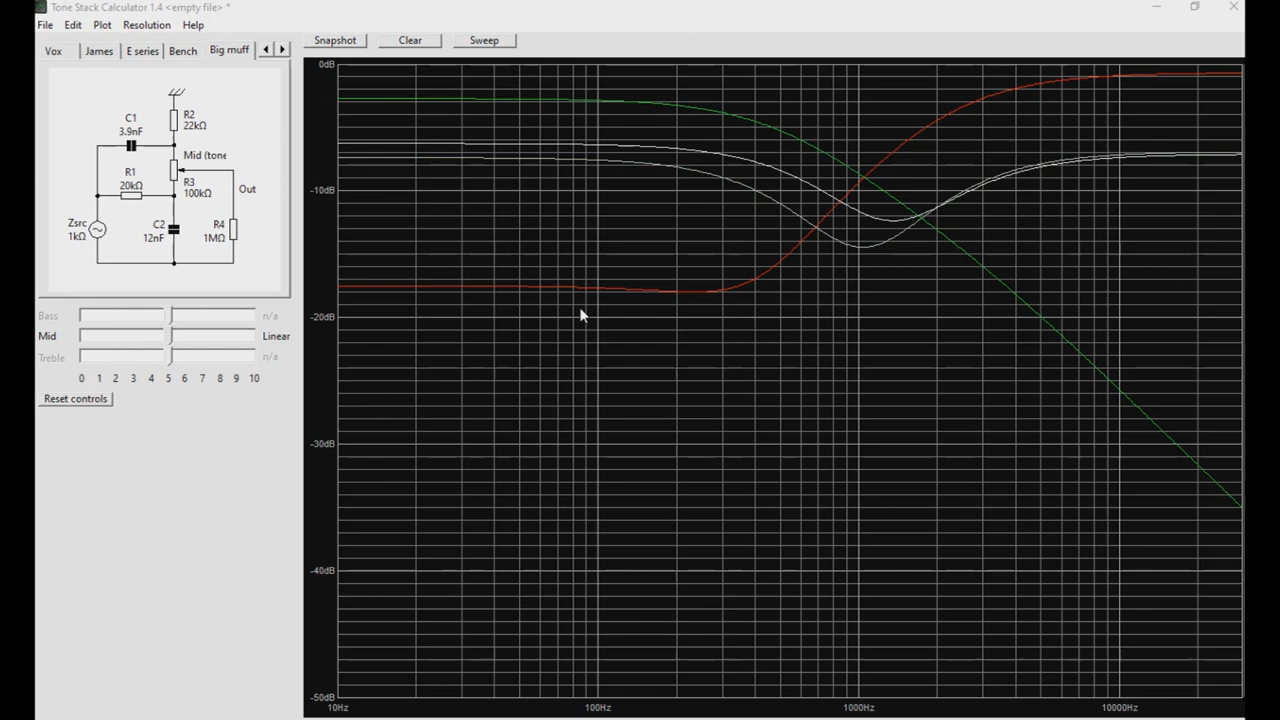 Tone Stack Calculator 1.4 <empty file> *
File Edit Plot Resolution Help
Vox James E series Bench Big muff
Snapshot Clear Sweep
R2
22kΩ
C1
3.9nF
Mid (tone
R1
20kΩ
R3
100kΩ
Out
Zsrc
1kΩ
C2
12nF
R4
1MΩ
Bass n/a
Mid Linear
Treble n/a
0 1 2 3 4 5 6 7 8 9 10
Reset controls
0dB
-10dB
-20dB
-30dB
-40dB
-50dB
10Hz 100Hz 1000Hz 10000Hz